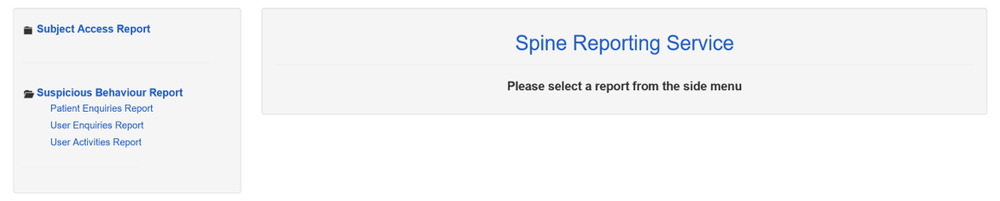 Subject Access Report
Suspicious Behaviour Report
Patient Enquiries Report
User Enquiries Report
User Activities Report
Spine Reporting Service
Please select a report from the side menu